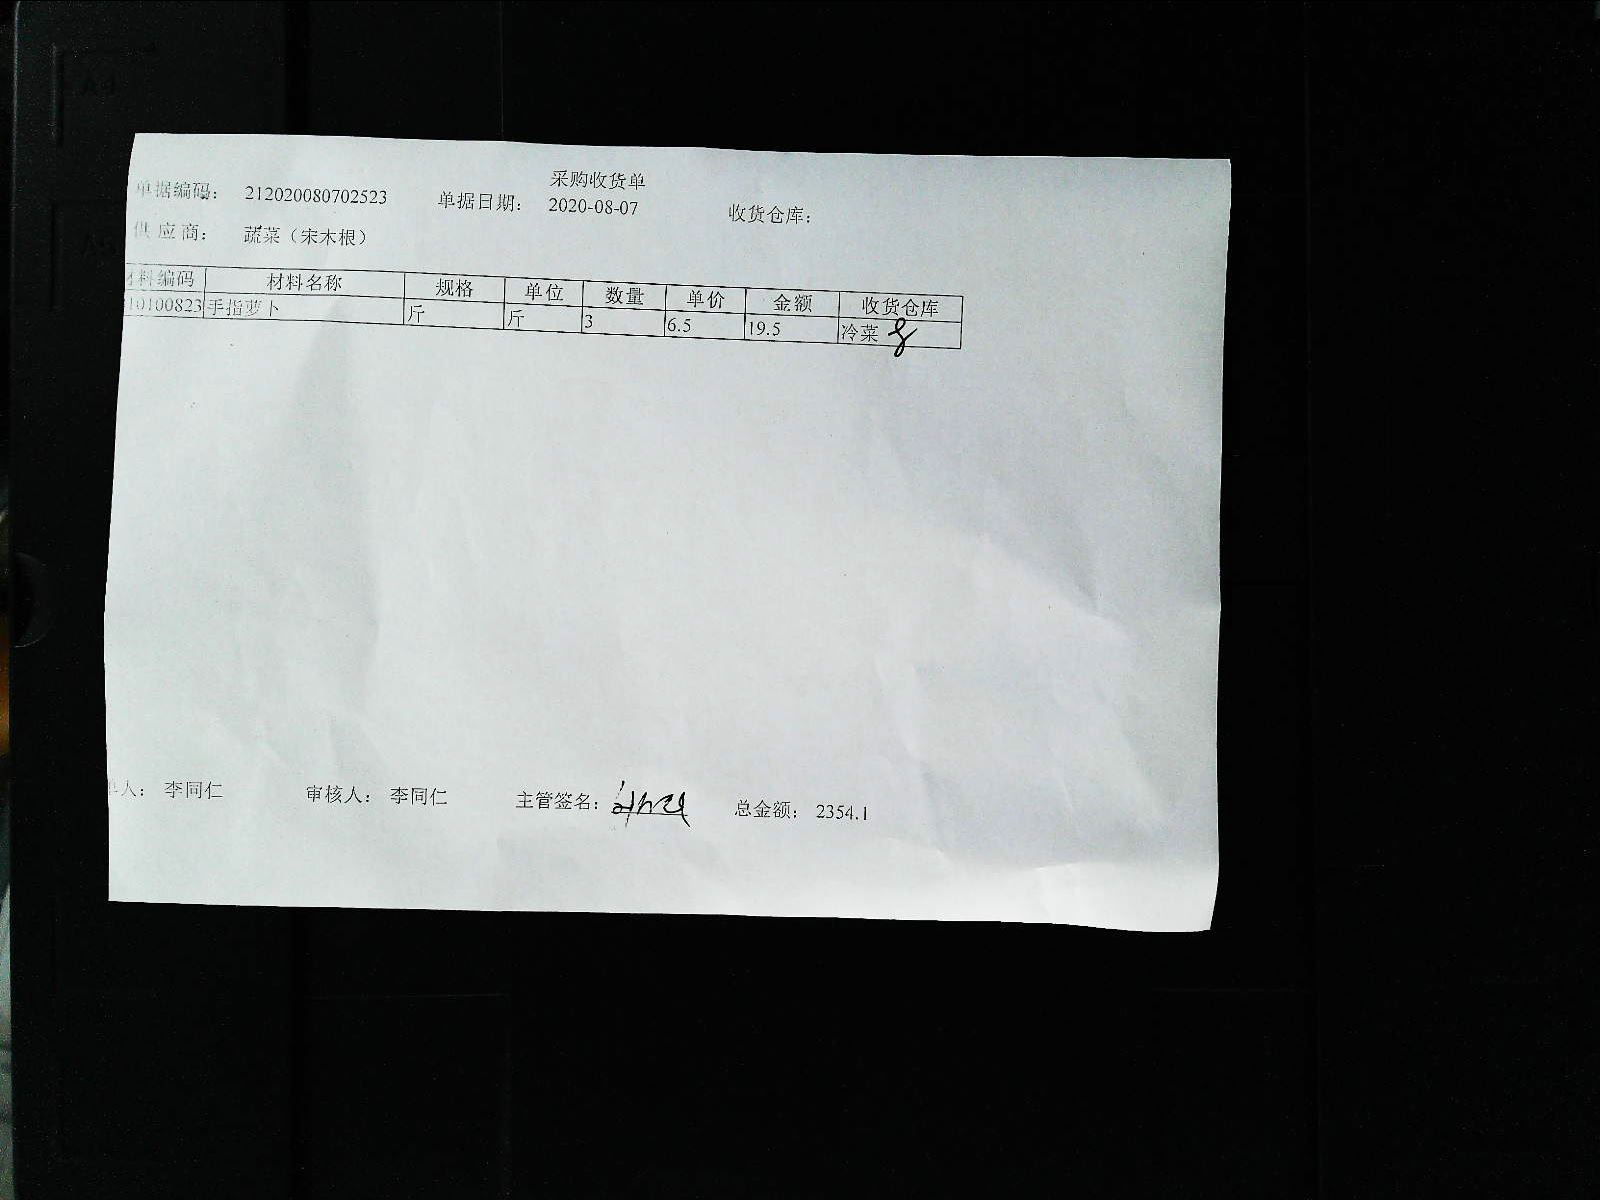 采购收货单
单据编码: 212020080702523 单据日期: 2020-08-07 收货仓库:
供应商: 蔬菜（宋木根）
材料编码 材料名称 规格 单位 数量 单价 金额 收货仓库
10100823 手指萝卜 斤 斤 3 6.5 19.5 冷菜
单人: 李同仁 审核人: 李同仁 主管签名: 总金额: 2354.1